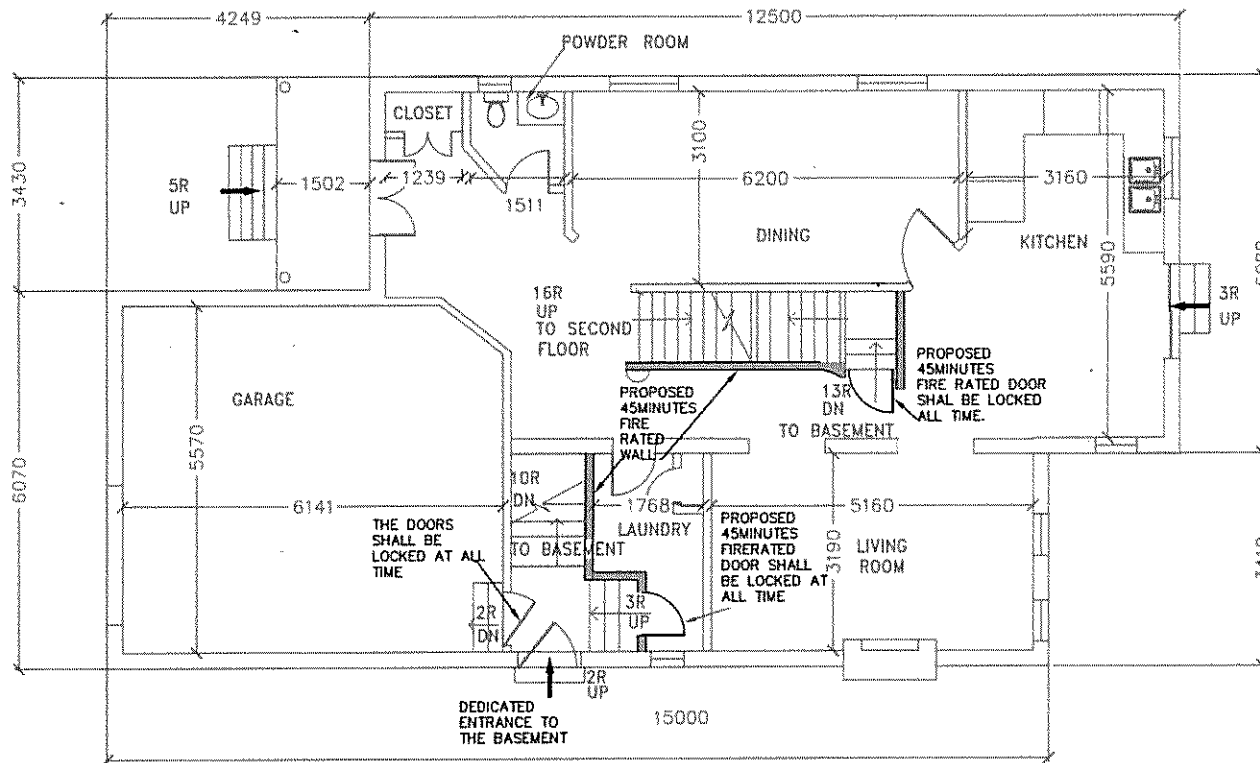 4249
12500
POWDER ROOM
CLOSET
3430
5R
UP
1502
1239
1511
3100
6200
3160
DINING
KITCHEN
5590
3R
UP
16R
UP
TO SECOND
FLOOR
PROPOSED
45MINUTES
FIRE
RATED
WALL
13R
DN
TO BASEMENT
PROPOSED
45MINUTES
FIRE RATED DOOR
SHAL BE LOCKED
ALL TIME.
GARAGE
5570
6070
6141
10R
DN
TO BASEMENT
1768
LAUNDRY
5160
3190
LIVING
ROOM
THE DOORS
SHALL BE
LOCKED AT ALL
TIME
PROPOSED
45MINUTES
FIRERATED
DOOR SHALL
BE LOCKED AT
ALL TIME
2R
DN
3R
UP
2R
UP
DEDICATED
ENTRANCE TO
THE BASEMENT
15000